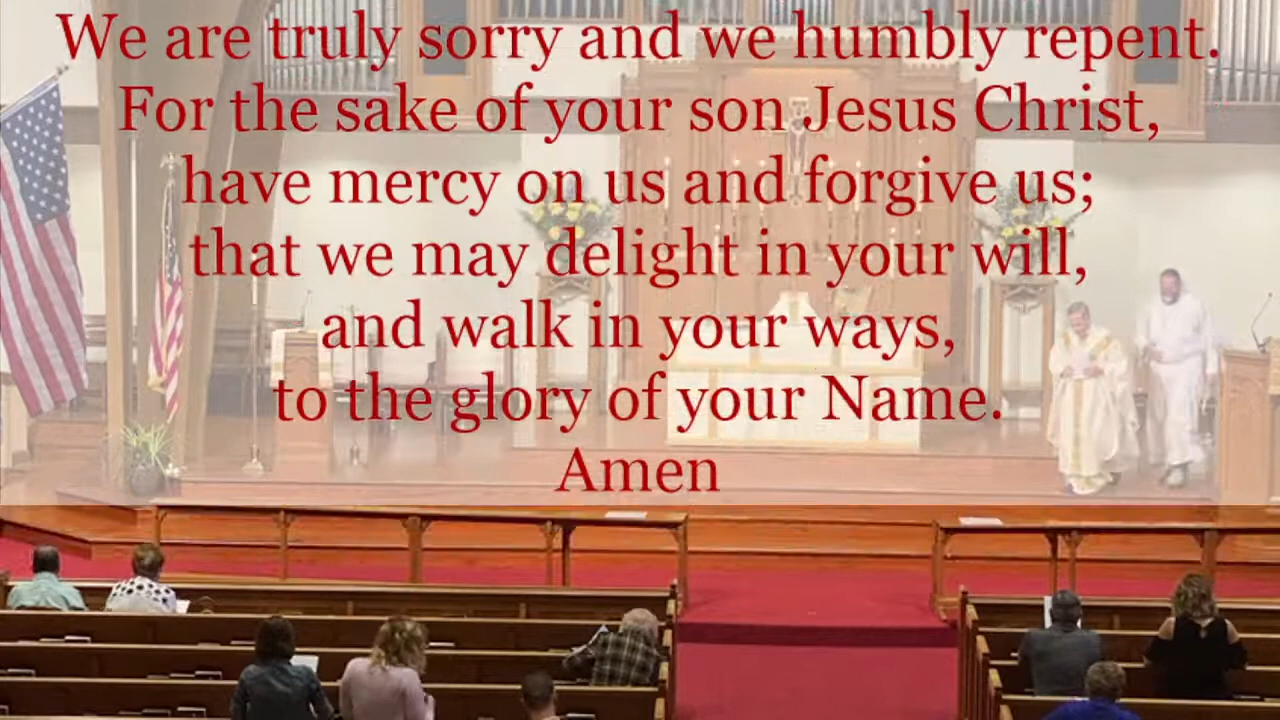 We are truly sorry and we humbly repent.
For the sake of your son Jesus Christ,
have mercy on us and forgive us;
that we may delight in your will,
and walk in your ways,
to the glory of your Name.
Amen